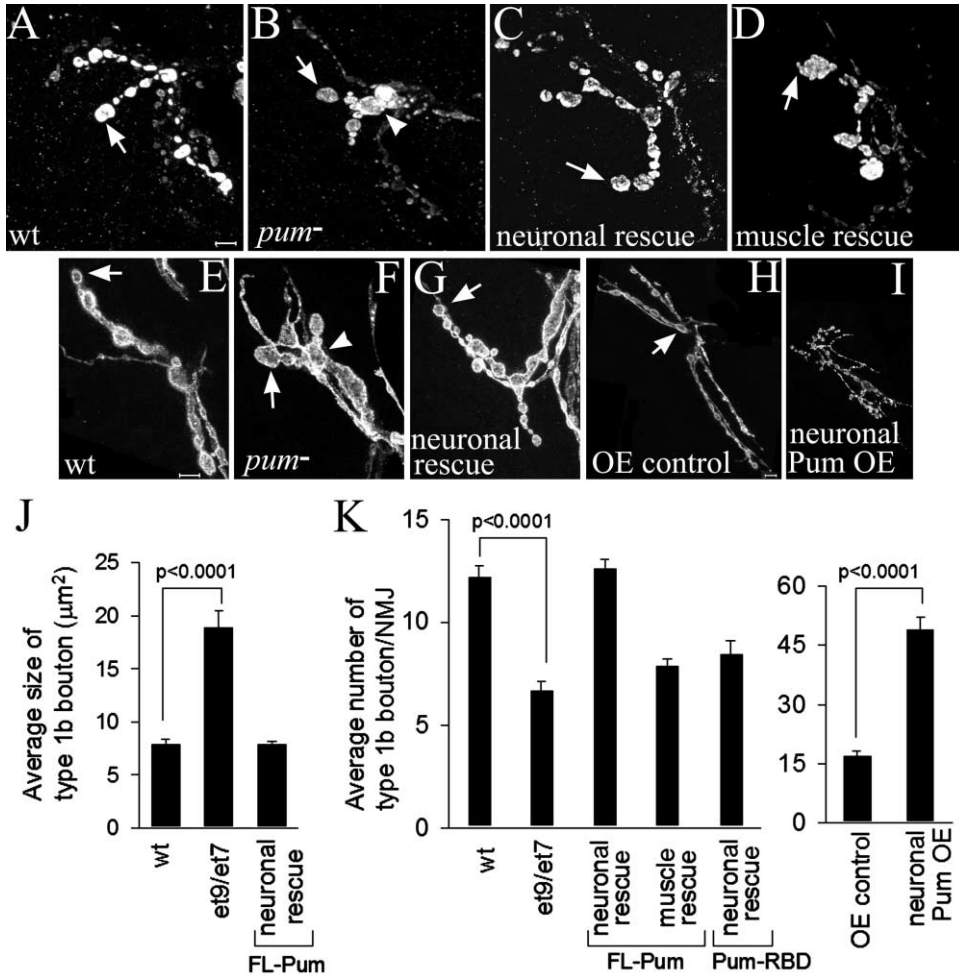 A
wt
B
pum-
C
neuronal rescue
D
muscle rescue
E
wt
F
pum-
G
neuronal
rescue
H
OE control
I
neuronal
Pum OE
J
Average size of
type 1b bouton (µm²)
25
20
15
10
5
0
p<0.0001
wt
et9/et7
neuronal
rescue
FL-Pum
K
Average number of
type 1b bouton/NMJ
15
10
5
0
p<0.0001
wt
et9/et7
neuronal
rescue
muscle
rescue
neuronal
rescue
FL-Pum
Pum-RBD
60
45
30
15
0
p<0.0001
OE control
neuronal
Pum OE